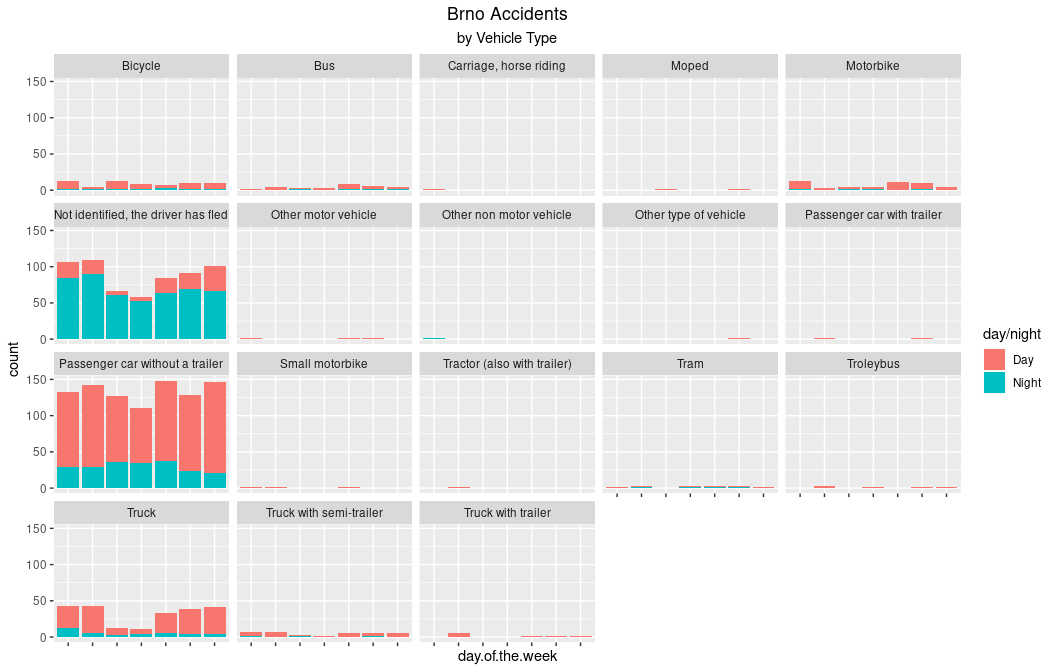 Brno Accidents
by Vehicle Type
Bicycle Bus Carriage, horse riding Moped Motorbike
150
100
50
0
Not identified, the driver has fled Other motor vehicle Other non motor vehicle Other type of vehicle Passenger car with trailer
150
100
50
0
count
day/night
Day
Night
Passenger car without a trailer Small motorbike Tractor (also with trailer) Tram Troleybus
150
100
50
0
Truck Truck with semi-trailer Truck with trailer
150
100
50
0
day.of.the.week